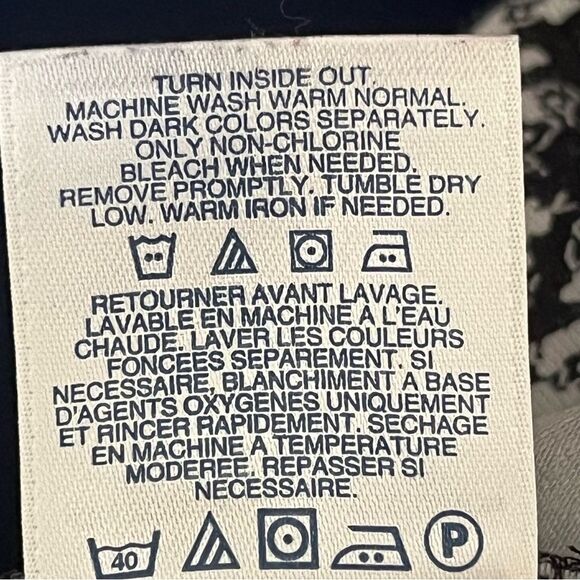 TURN INSIDE OUT.
MACHINE WASH WARM NORMAL.
WASH DARK COLORS SEPARATELY.
ONLY NON-CHLORINE
BLEACH WHEN NEEDED.
REMOVE PROMPTLY. TUMBLE DRY
LOW. WARM IRON IF NEEDED.
RETOURNER AVANT LAVAGE.
LAVABLE EN MACHINE A L'EAU
CHAUDE. LAVER LES COULEURS
FONCEES SEPAREMENT. SI
NECESSAIRE, BLANCHIMENT A BASE
D'AGENTS OXYGENES UNIQUEMENT
ET RINCER RAPIDEMENT. SECHAGE
EN MACHINE A TEMPERATURE
MODEREE. REPASSER SI
NECESSAIRE.
40 P